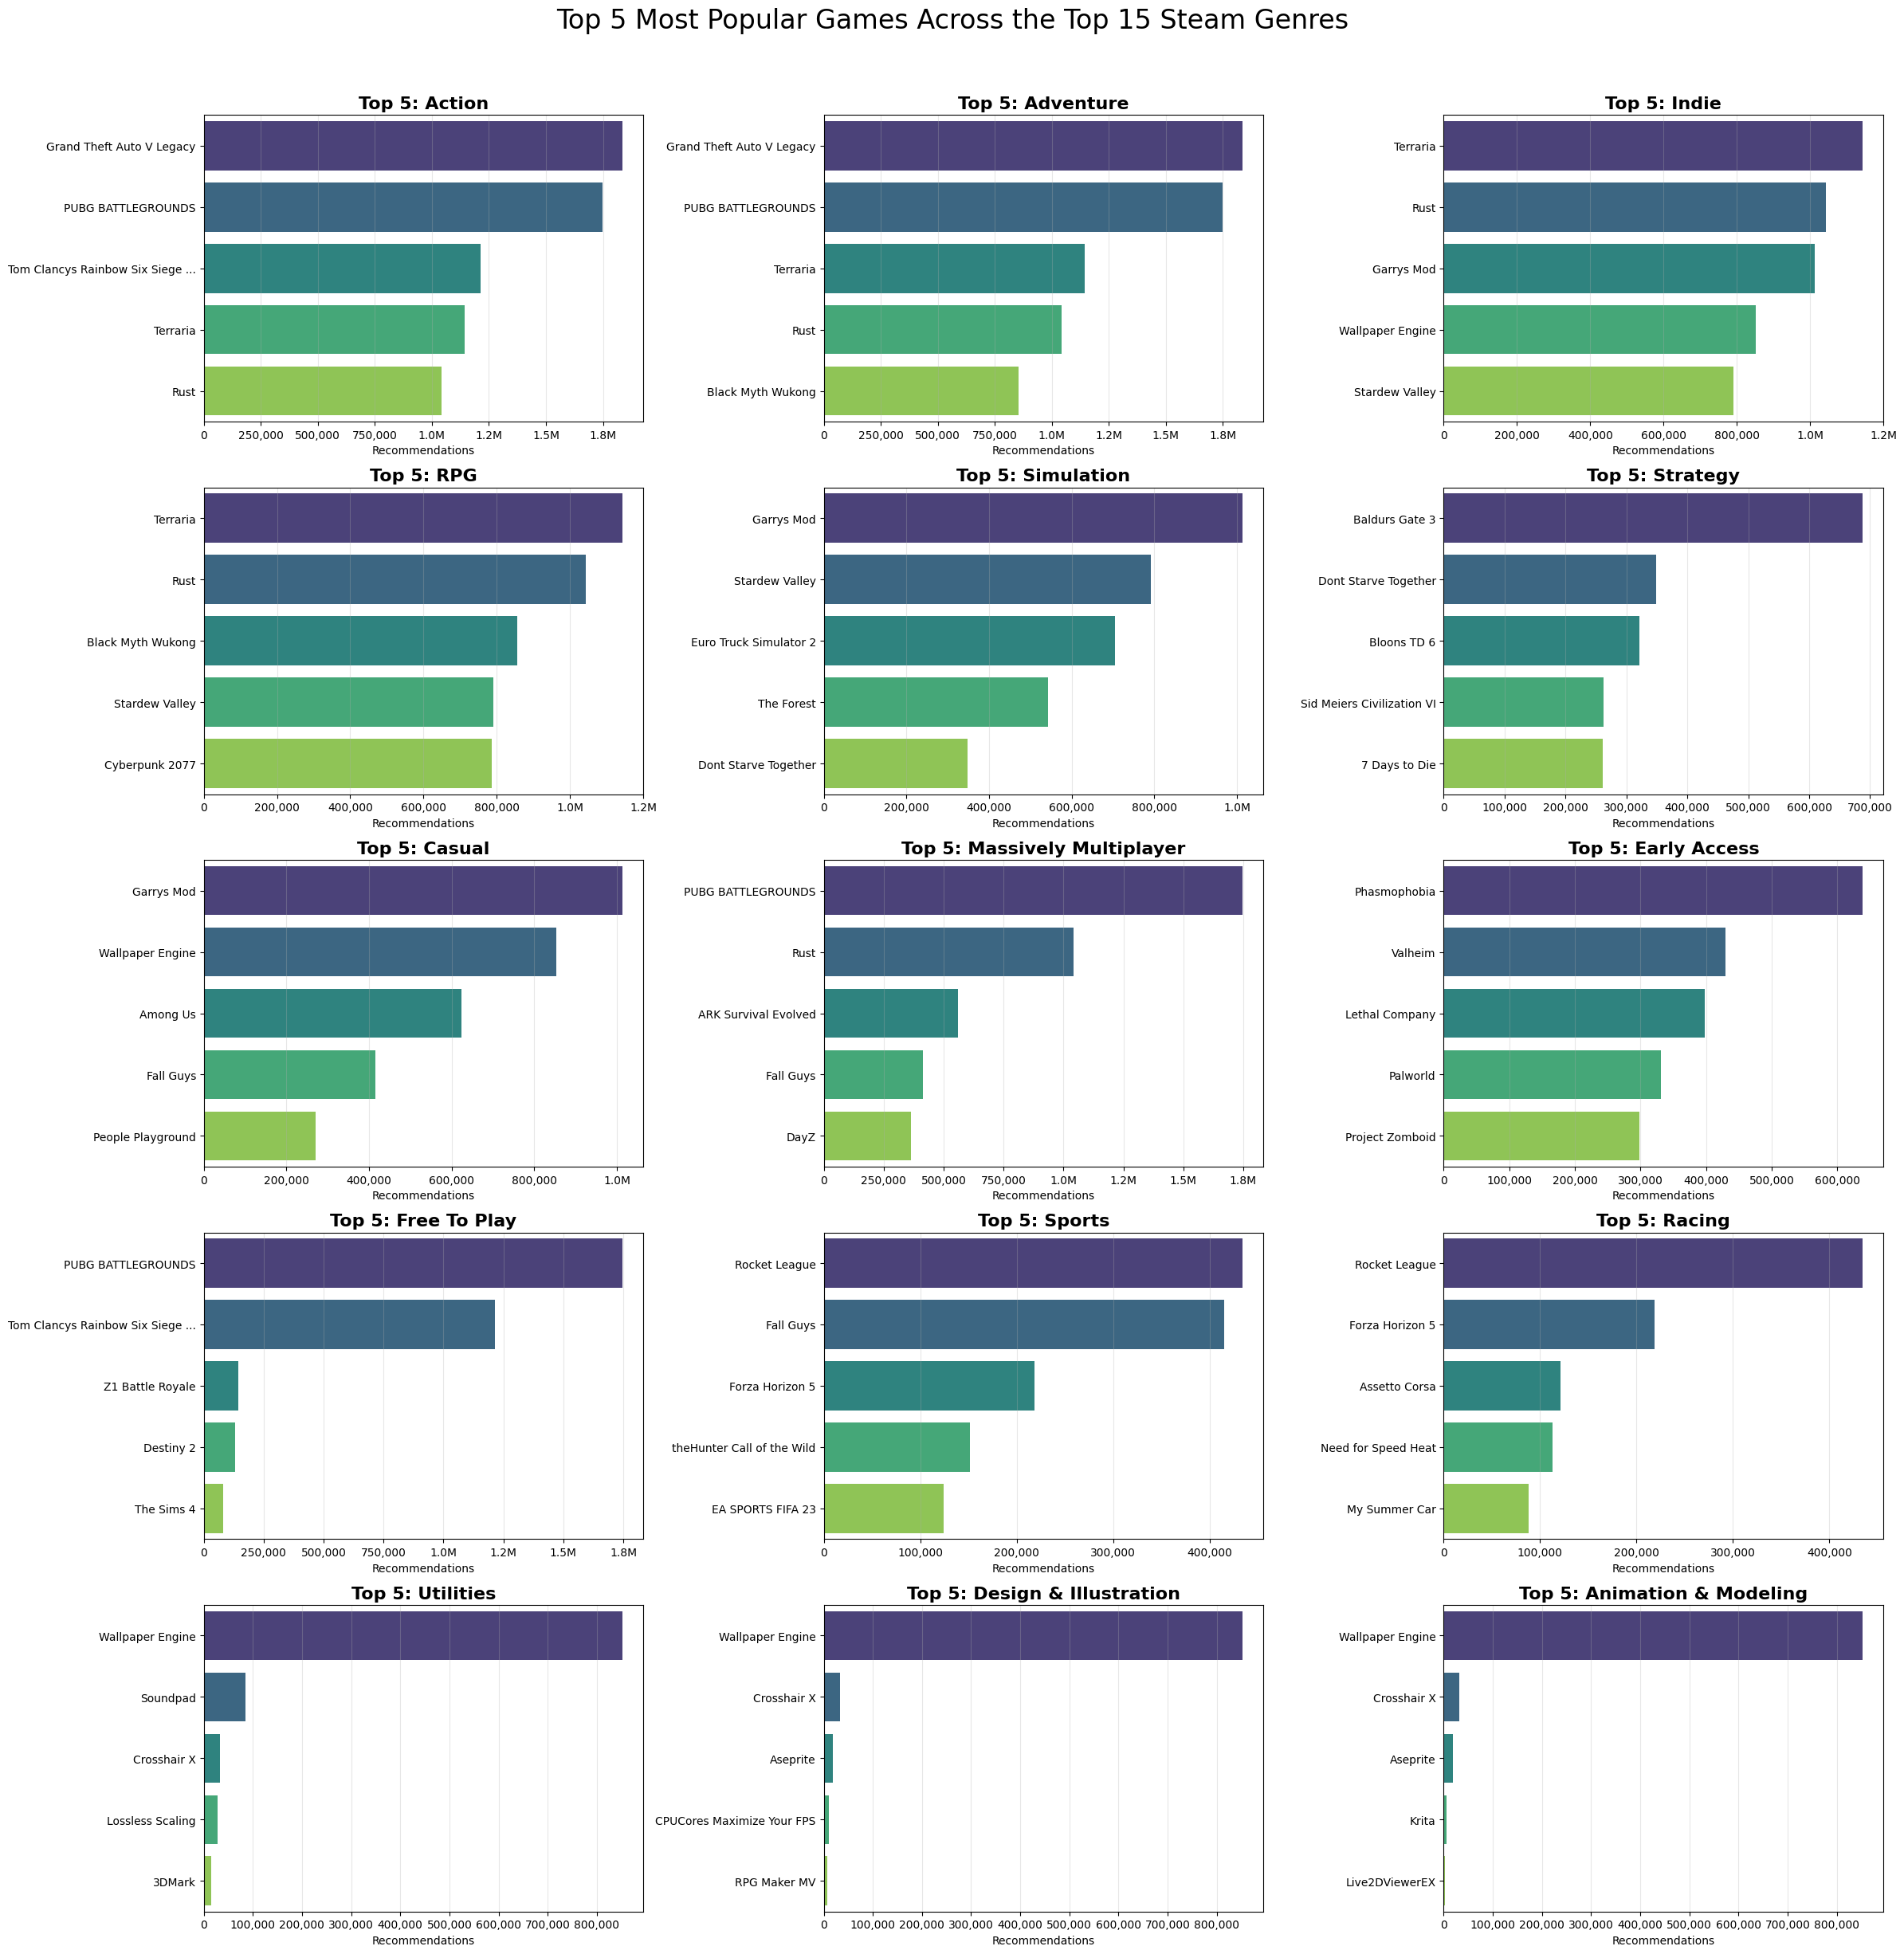 Top 5 Most Popular Games Across the Top 15 Steam Genres
Top 5: Action
Grand Theft Auto V Legacy
PUBG BATTLEGROUNDS
Tom Clancys Rainbow Six Siege ...
Terraria
Rust
0 250,000 500,000 750,000 1.0M 1.2M 1.5M 1.8M
Recommendations
Top 5: Adventure
Grand Theft Auto V Legacy
PUBG BATTLEGROUNDS
Terraria
Rust
Black Myth Wukong
0 250,000 500,000 750,000 1.0M 1.2M 1.5M 1.8M
Recommendations
Top 5: Indie
Terraria
Rust
Garrys Mod
Wallpaper Engine
Stardew Valley
0 200,000 400,000 600,000 800,000 1.0M 1.2M
Recommendations
Top 5: RPG
Terraria
Rust
Black Myth Wukong
Stardew Valley
Cyberpunk 2077
0 200,000 400,000 600,000 800,000 1.0M 1.2M
Recommendations
Top 5: Simulation
Garrys Mod
Stardew Valley
Euro Truck Simulator 2
The Forest
Dont Starve Together
0 200,000 400,000 600,000 800,000 1.0M
Recommendations
Top 5: Strategy
Baldurs Gate 3
Dont Starve Together
Bloons TD 6
Sid Meiers Civilization VI
7 Days to Die
0 100,000 200,000 300,000 400,000 500,000 600,000 700,000
Recommendations
Top 5: Casual
Garrys Mod
Wallpaper Engine
Among Us
Fall Guys
People Playground
0 200,000 400,000 600,000 800,000 1.0M
Recommendations
Top 5: Massively Multiplayer
PUBG BATTLEGROUNDS
Rust
ARK Survival Evolved
Fall Guys
DayZ
0 250,000 500,000 750,000 1.0M 1.2M 1.5M 1.8M
Recommendations
Top 5: Early Access
Phasmophobia
Valheim
Lethal Company
Palworld
Project Zomboid
0 100,000 200,000 300,000 400,000 500,000 600,000
Recommendations
Top 5: Free To Play
PUBG BATTLEGROUNDS
Tom Clancys Rainbow Six Siege ...
Z1 Battle Royale
Destiny 2
The Sims 4
0 250,000 500,000 750,000 1.0M 1.2M 1.5M 1.8M
Recommendations
Top 5: Sports
Rocket League
Fall Guys
Forza Horizon 5
theHunter Call of the Wild
EA SPORTS FIFA 23
0 100,000 200,000 300,000 400,000
Recommendations
Top 5: Racing
Rocket League
Forza Horizon 5
Assetto Corsa
Need for Speed Heat
My Summer Car
0 100,000 200,000 300,000 400,000
Recommendations
Top 5: Utilities
Wallpaper Engine
Soundpad
Crosshair X
Lossless Scaling
3DMark
0 100,000 200,000 300,000 400,000 500,000 600,000 700,000 800,000
Recommendations
Top 5: Design & Illustration
Wallpaper Engine
Crosshair X
Aseprite
CPUCores Maximize Your FPS
RPG Maker MV
0 100,000 200,000 300,000 400,000 500,000 600,000 700,000 800,000
Recommendations
Top 5: Animation & Modeling
Wallpaper Engine
Crosshair X
Aseprite
Krita
Live2DViewerEX
0 100,000 200,000 300,000 400,000 500,000 600,000 700,000 800,000
Recommendations